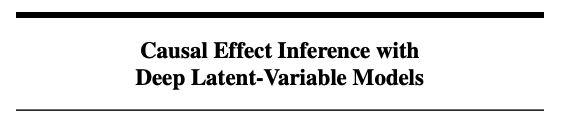 Causal Effect Inference with
Deep Latent-Variable Models